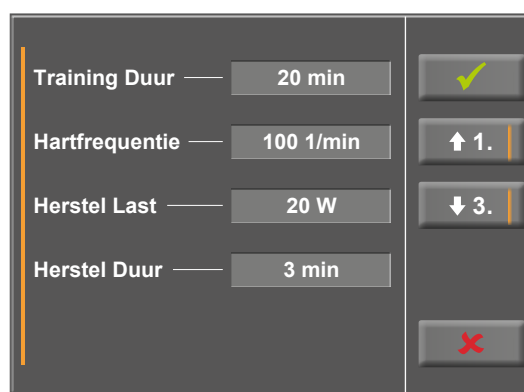 Training Duur 20 min
Hartfrequentie 100 1/min 1.
Herstel Last 20 W 3.
Herstel Duur 3 min